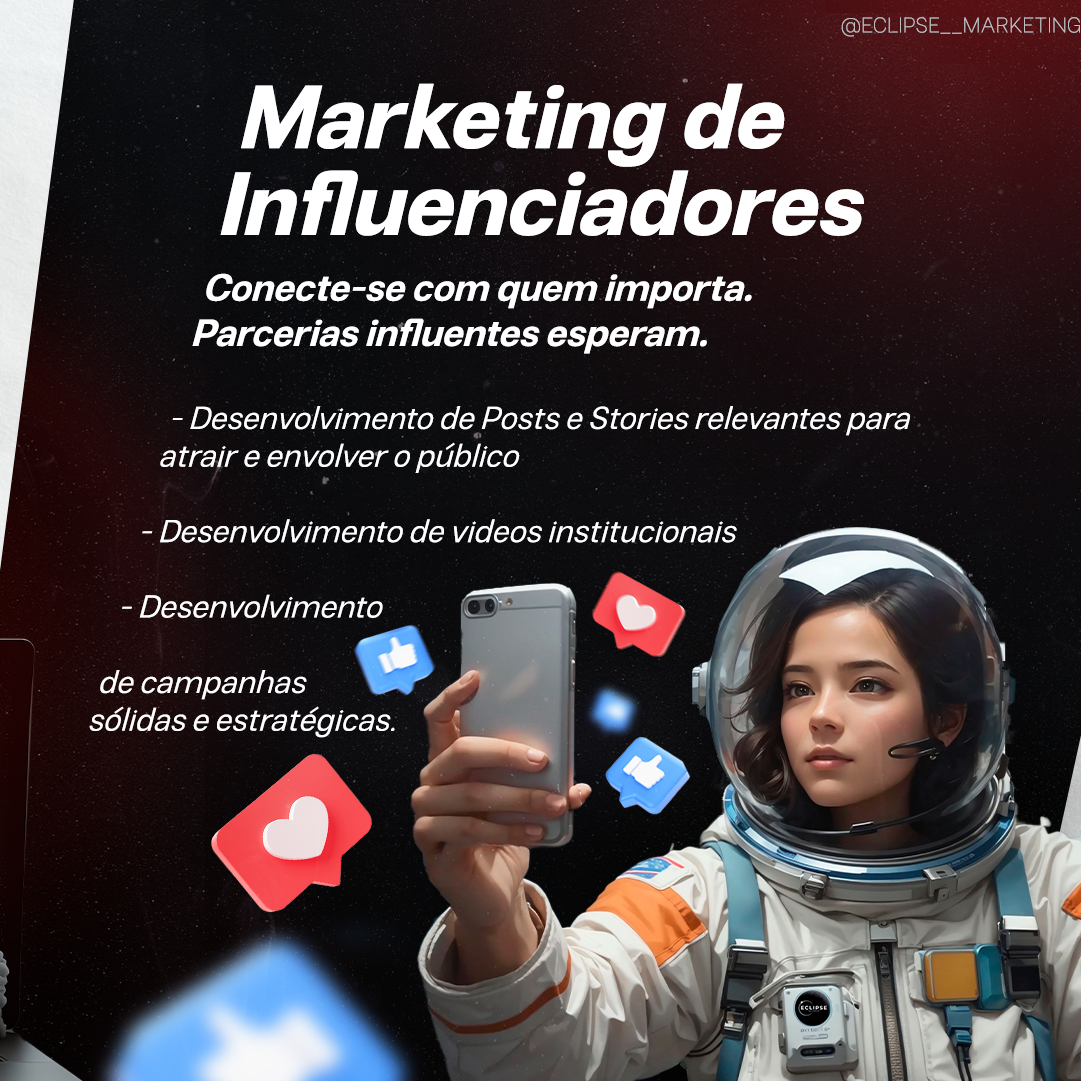 @ECLIPSE__MARKETING
Marketing de
Influenciadores
Conecte-se com quem importa.
Parcerias influentes esperam.
- Desenvolvimento de Posts e Stories relevantes para
atrair e envolver o público
- Desenvolvimento de videos institucionais
- Desenvolvimento
de campanhas
sólidas e estratégicas.
ECLIPSE